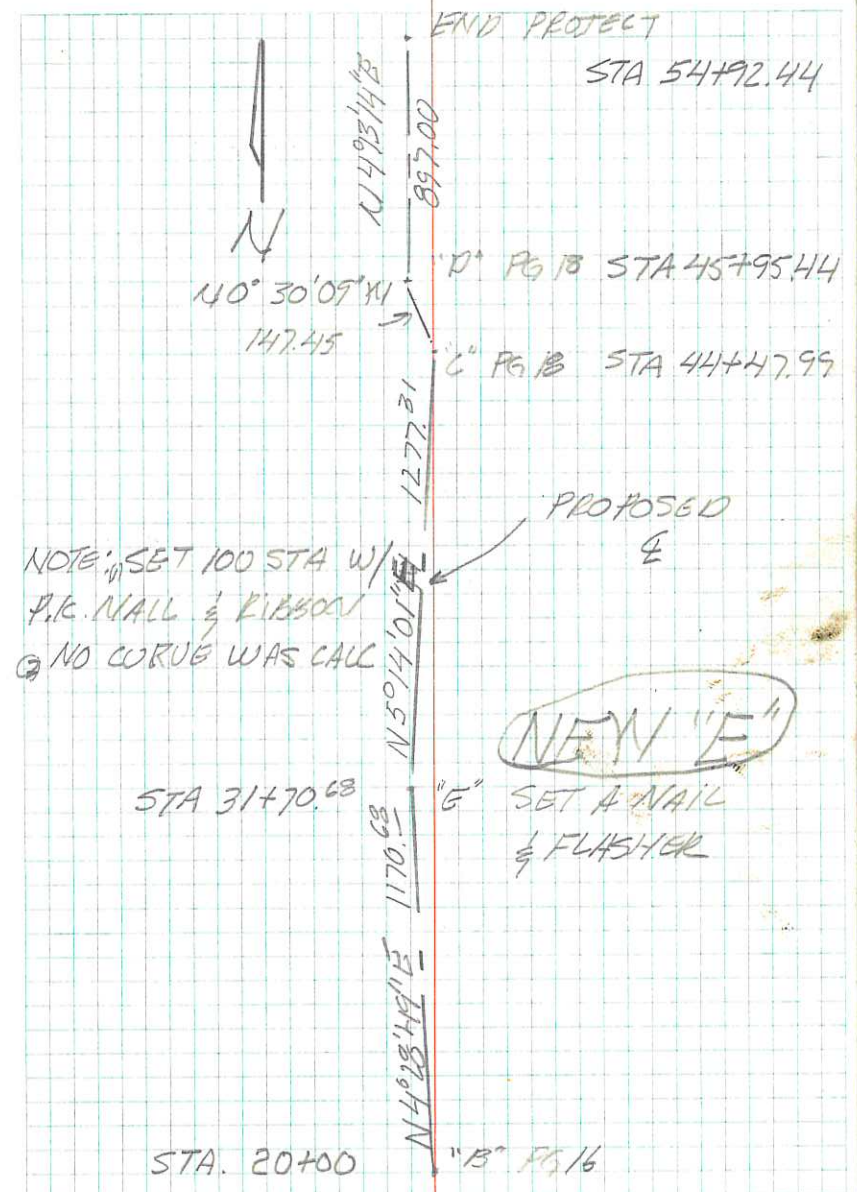 END PROJECT
STA 54+92.44
897.00
N
"D" PG 18 STA 45+95.44
N0° 30' 09" W
147.45
"C" PG 18 STA 44+47.99
1277.31
PROPOSED
℄
NOTE: (1) SET 100 STA W/
P.K. NAIL & RIBBON
(2) NO CURVE WAS CALC
N5°14'01"E
NEW "E"
STA 31+70.68
"E" SET A NAIL
& FLASHER
1170.68
N4°28'49"E
STA. 20+00
"B" PG 16